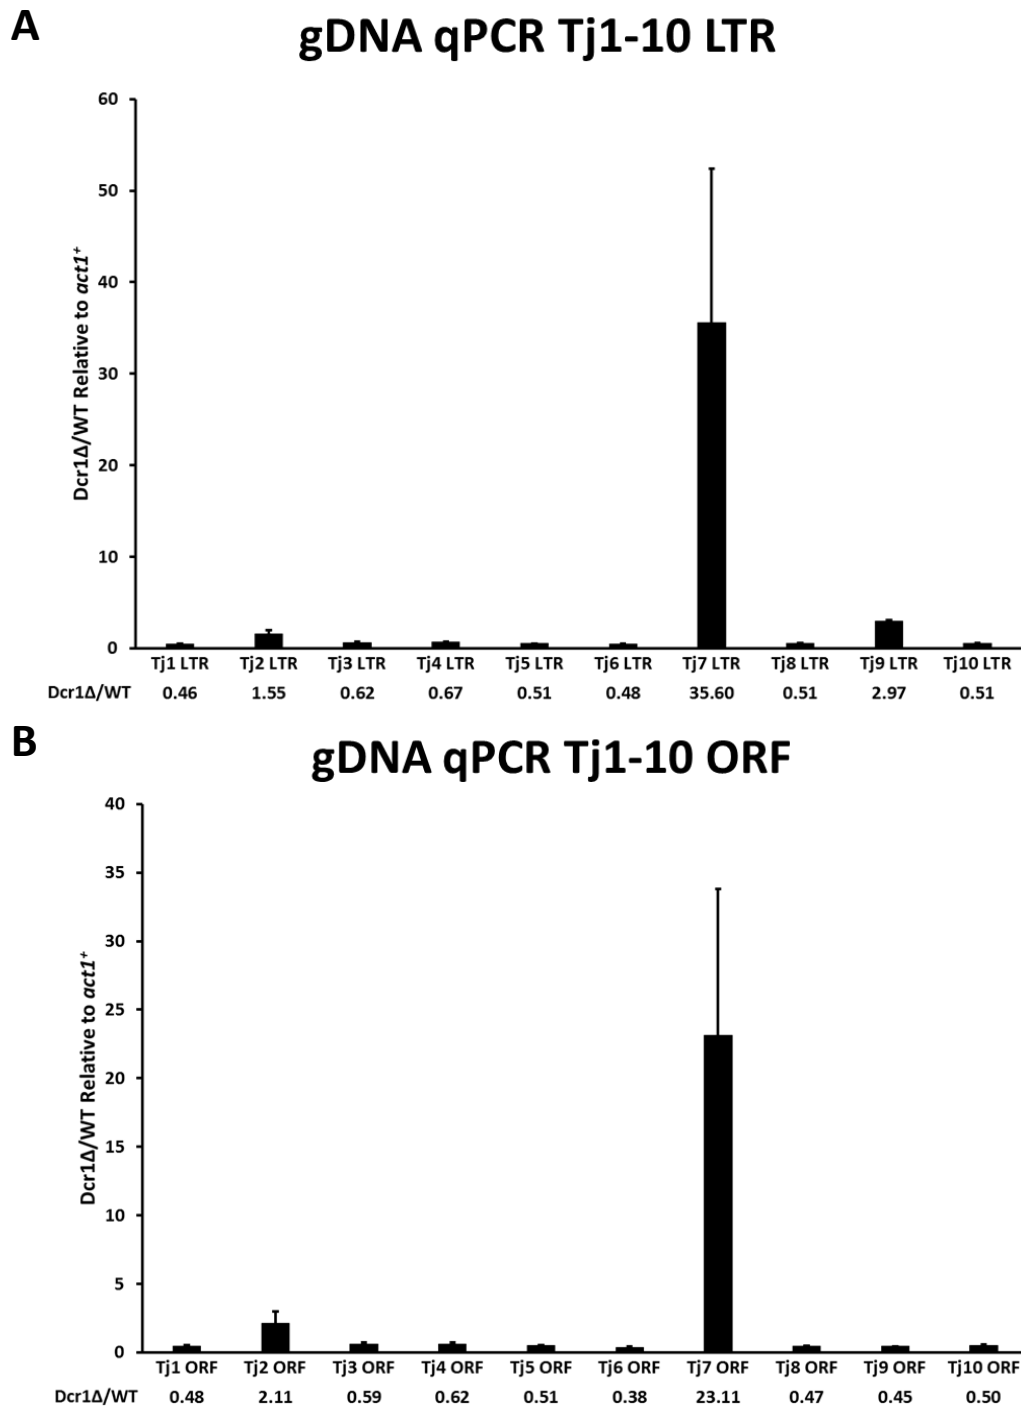 A
gDNA qPCR Tj1-10 LTR
Dcr1Δ/WT Relative to act1⁺
60
50
40
30
20
10
0
Tj1 LTR Tj2 LTR Tj3 LTR Tj4 LTR Tj5 LTR Tj6 LTR Tj7 LTR Tj8 LTR Tj9 LTR Tj10 LTR
Dcr1Δ/WT 0.46 1.55 0.62 0.67 0.51 0.48 35.60 0.51 2.97 0.51
B
gDNA qPCR Tj1-10 ORF
Dcr1Δ/WT Relative to act1⁺
40
35
30
25
20
15
10
5
0
Tj1 ORF Tj2 ORF Tj3 ORF Tj4 ORF Tj5 ORF Tj6 ORF Tj7 ORF Tj8 ORF Tj9 ORF Tj10 ORF
Dcr1Δ/WT 0.48 2.11 0.59 0.62 0.51 0.38 23.11 0.47 0.45 0.50